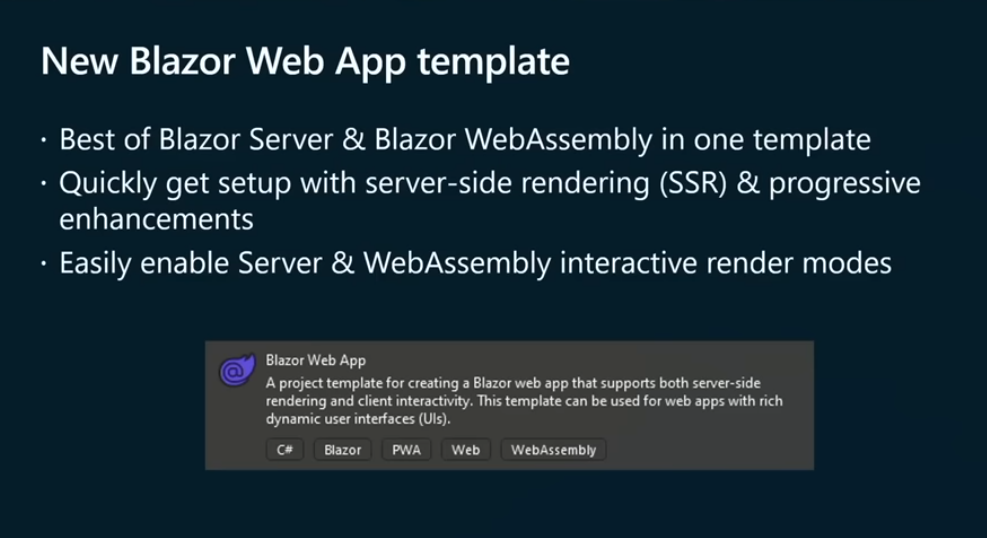 New Blazor Web App template
· Best of Blazor Server & Blazor WebAssembly in one template
· Quickly get setup with server-side rendering (SSR) & progressive
enhancements
· Easily enable Server & WebAssembly interactive render modes
@
Blazor Web App
A project template for creating a Blazor web app that supports both server-side
rendering and client interactivity. This template can be used for web apps with rich
dynamic user interfaces (UIs).
C# Blazor PWA Web WebAssembly